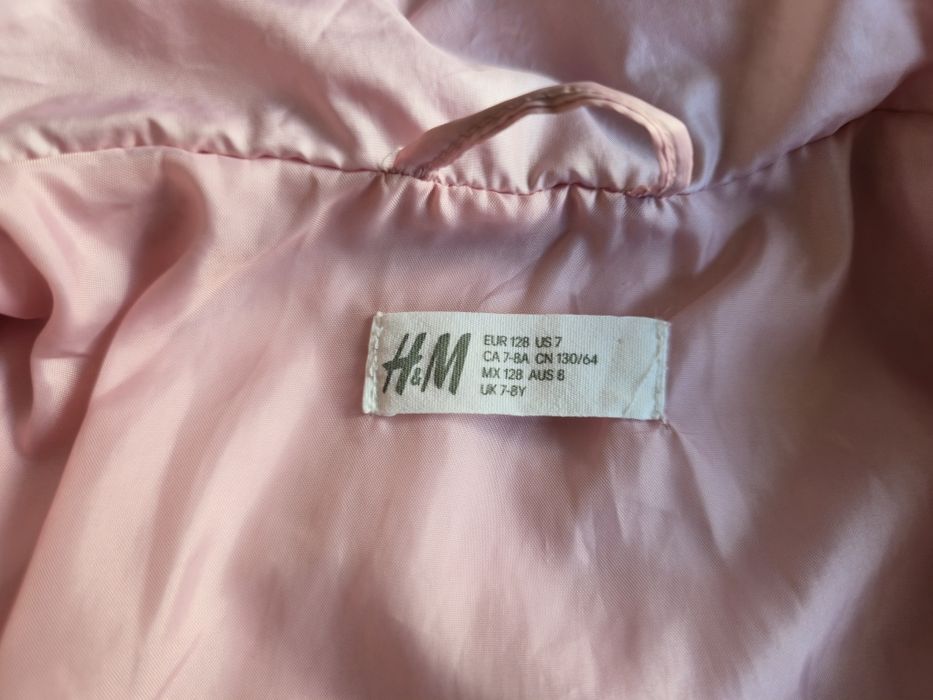 H&M
EUR 128 US 7
CA 7-8A CN 130/64
MX 128 AUS 8
UK 7-8Y